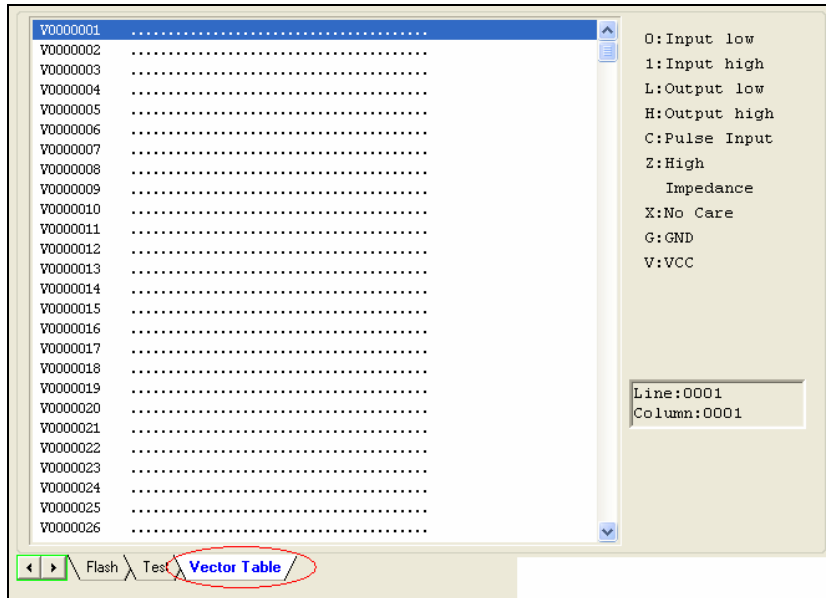 V0000001 ........................................
V0000002 ........................................
V0000003 ........................................
V0000004 ........................................
V0000005 ........................................
V0000006 ........................................
V0000007 ........................................
V0000008 ........................................
V0000009 ........................................
V0000010 ........................................
V0000011 ........................................
V0000012 ........................................
V0000013 ........................................
V0000014 ........................................
V0000015 ........................................
V0000016 ........................................
V0000017 ........................................
V0000018 ........................................
V0000019 ........................................
V0000020 ........................................
V0000021 ........................................
V0000022 ........................................
V0000023 ........................................
V0000024 ........................................
V0000025 ........................................
V0000026 ........................................
0:Input low
1:Input high
L:Output low
H:Output high
C:Pulse Input
Z:High
Impedance
X:No Care
G:GND
V:VCC
Line:0001
Column:0001
Flash Test Vector Table